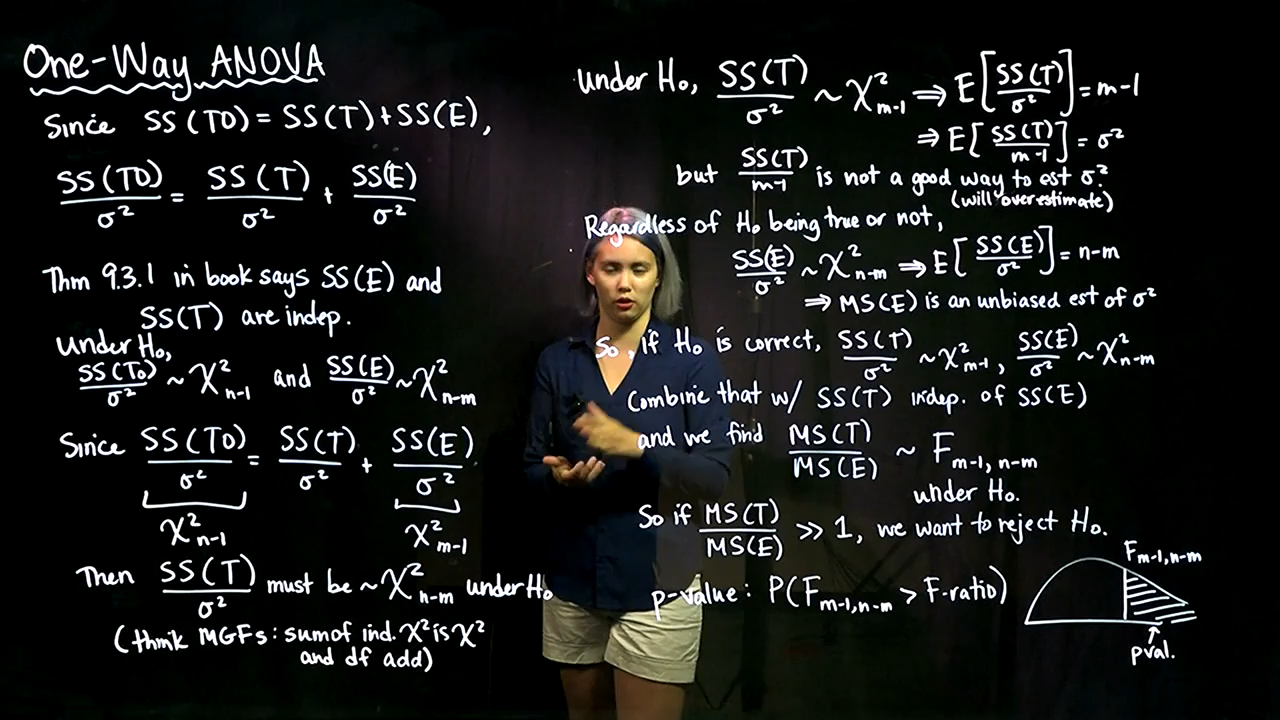 One-Way ANOVA
Since SS(TO) = SS(T) + SS(E),
SS(TO)/σ² = SS(T)/σ² + SS(E)/σ²
Thm 9.3.1 in book says SS(E) and
SS(T) are indep.
Under H₀,
SS(TO)/σ² ~ χ²ₙ₋₁ and SS(E)/σ² ~ χ²ₙ₋ₘ
Since SS(TO)/σ² = SS(T)/σ² + SS(E)/σ²
χ²ₙ₋₁ χ²ₘ₋₁
Then SS(T)/σ² must be ~ χ²ₙ₋ₘ under H₀
(think MGFs: sum of ind. χ² is χ²
and df add)
under H₀, SS(T)/σ² ~ χ²ₘ₋₁ ⇒ E[SS(T)/σ²] = m-1
⇒ E[SS(T)/m-1] = σ²
but SS(T)/m-1 is not a good way to est σ².
(will overestimate)
Regardless of H₀ being true or not,
SS(E)/σ² ~ χ²ₙ₋ₘ ⇒ E[SS(E)/σ²] = n-m
⇒ MS(E) is an unbiased est of σ²
So, if H₀ is correct, SS(T)/σ² ~ χ²ₘ₋₁, SS(E)/σ² ~ χ²ₙ₋ₘ
Combine that w/ SS(T) indep. of SS(E)
and we find MS(T)/MS(E) ~ Fₘ₋₁,ₙ₋ₘ
under H₀.
So if MS(T)/MS(E) >> 1, we want to reject H₀.
p-value: P(Fₘ₋₁,ₙ₋ₘ > F-ratio)
Fₘ₋₁,ₙ₋ₘ
pval.